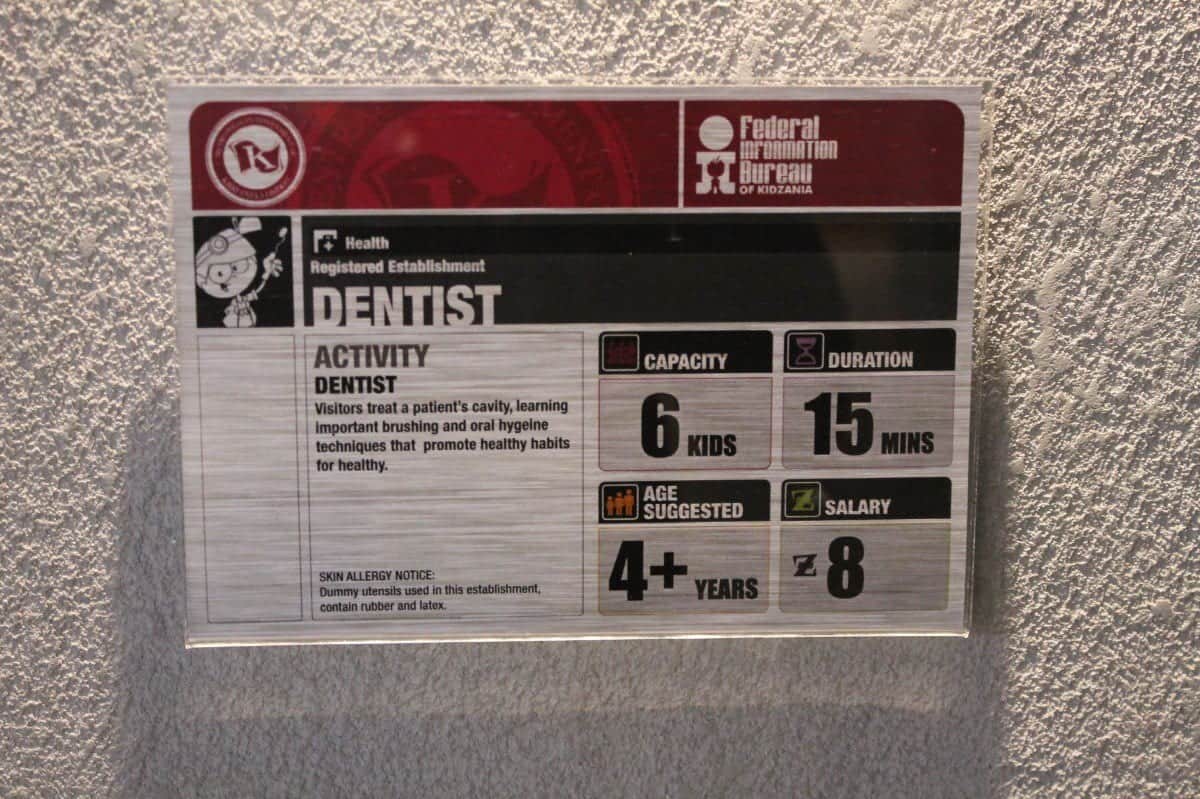 K
Federal
INFORMATION
Bureau
OF KIDZANIA
Health
Registered Establishment
DENTIST
ACTIVITY
DENTIST
Visitors treat a patient's cavity, learning
important brushing and oral hygeine
techniques that promote healthy habits
for healthy.
SKIN ALLERGY NOTICE:
Dummy utensils used in this establishment,
contain rubber and latex.
CAPACITY
6 KIDS
DURATION
15 MINS
AGE
SUGGESTED
4+ YEARS
SALARY
Z 8